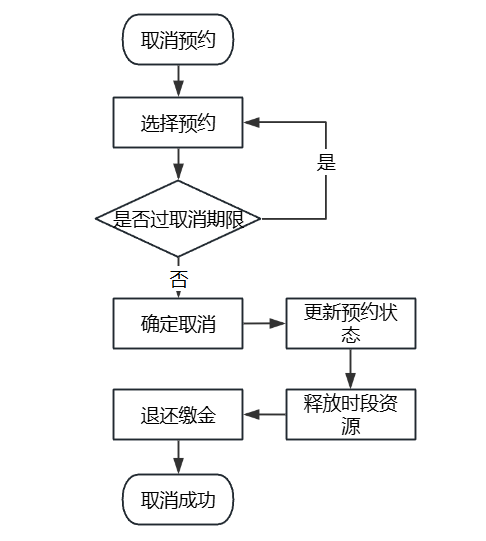 取消预约
选择预约
是
是否过取消期限
否
确定取消
更新预约状
态
释放时段资
源
退还缴金
取消成功